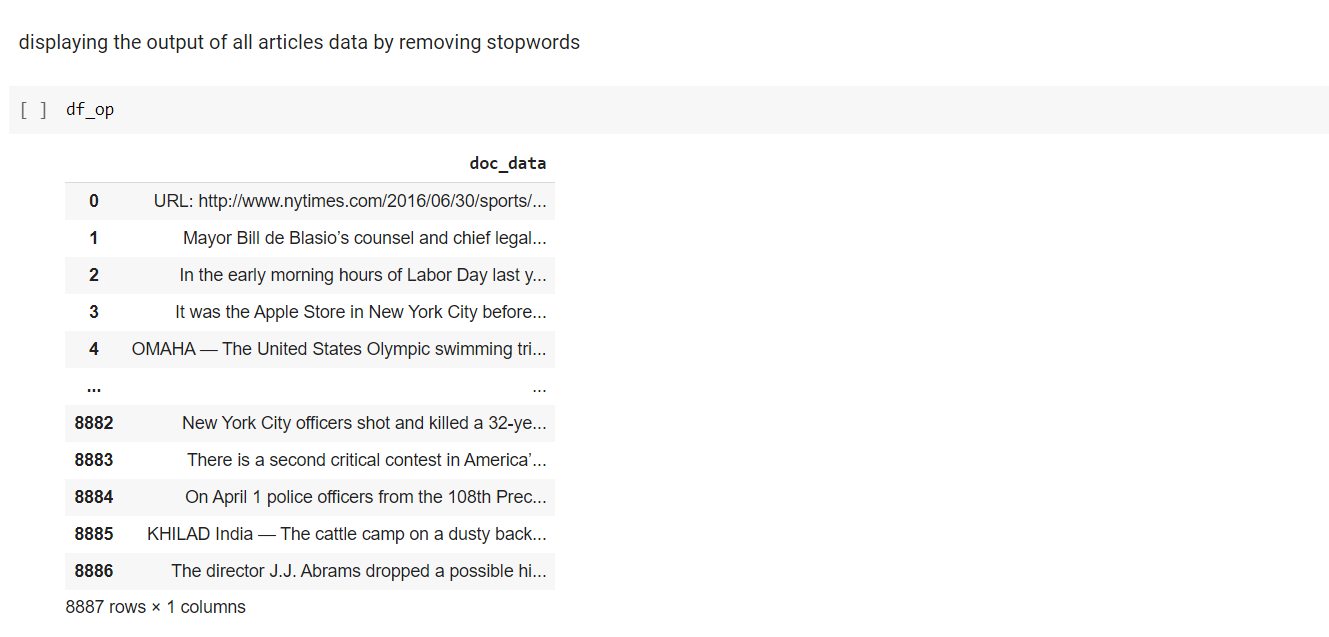 displaying the output of all articles data by removing stopwords
[ ] df_op
doc_data
0 URL: http://www.nytimes.com/2016/06/30/sports/...
1 Mayor Bill de Blasio’s counsel and chief legal...
2 In the early morning hours of Labor Day last y...
3 It was the Apple Store in New York City before...
4 OMAHA — The United States Olympic swimming tri...
... ...
8882 New York City officers shot and killed a 32-ye...
8883 There is a second critical contest in America’...
8884 On April 1 police officers from the 108th Prec...
8885 KHILAD India — The cattle camp on a dusty back...
8886 The director J.J. Abrams dropped a possible hi...
8887 rows × 1 columns